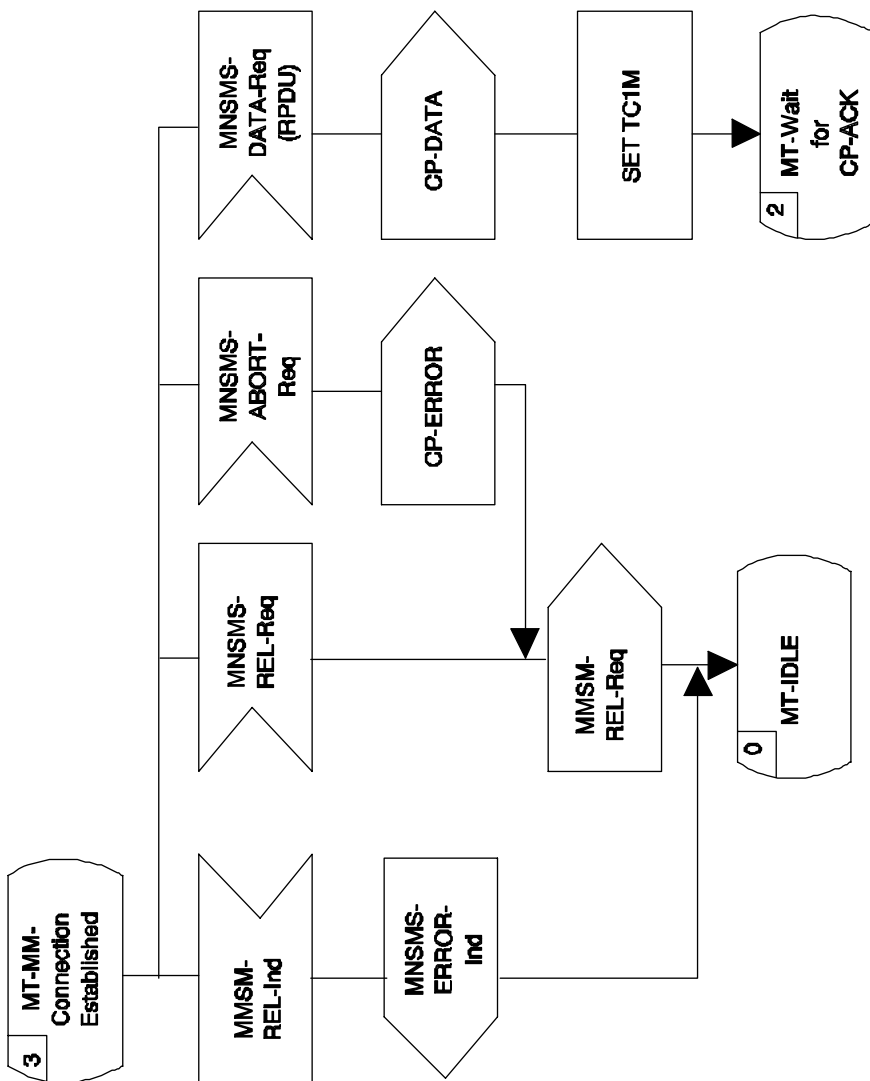 3
MT-MM-
Connection
Established
MMSM-
REL-Ind
MNSMS-
REL-Req
MNSMS-
ABORT-
Req
MNSMS-
DATA-Req
(RPDU)
MNSMS-
ERROR-
Ind
CP-ERROR
CP-DATA
MMSM-
REL-Req
SET TC1M
0
MT-IDLE
2
MT-Wait
for
CP-ACK